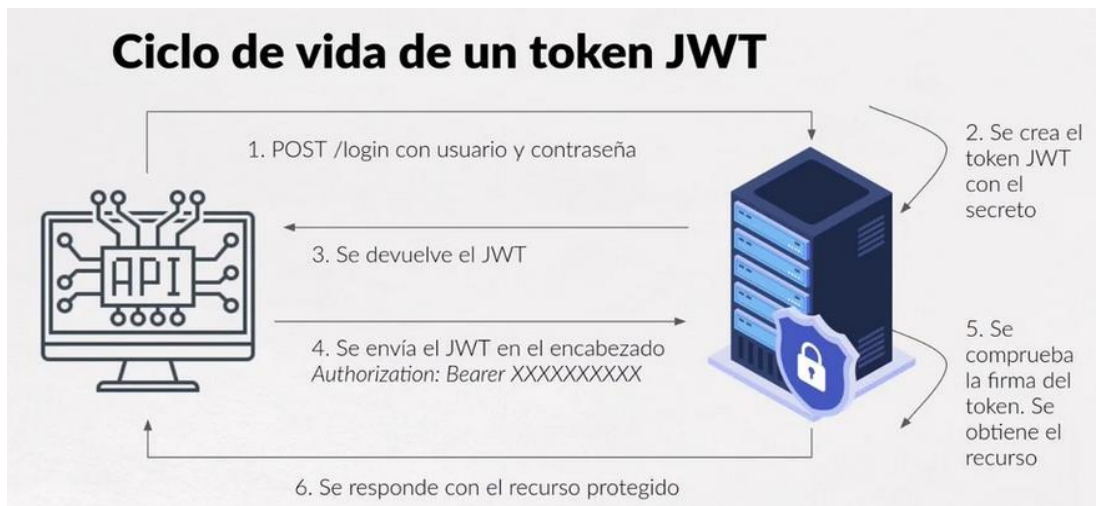 Ciclo de vida de un token JWT
1. POST /login con usuario y contraseña
2. Se crea el
token JWT
con el
secreto
3. Se devuelve el JWT
API
4. Se envía el JWT en el encabezado
Authorization: Bearer XXXXXXXXXX
5. Se
comprueba
la firma del
token. Se
obtiene el
recurso
6. Se responde con el recurso protegido